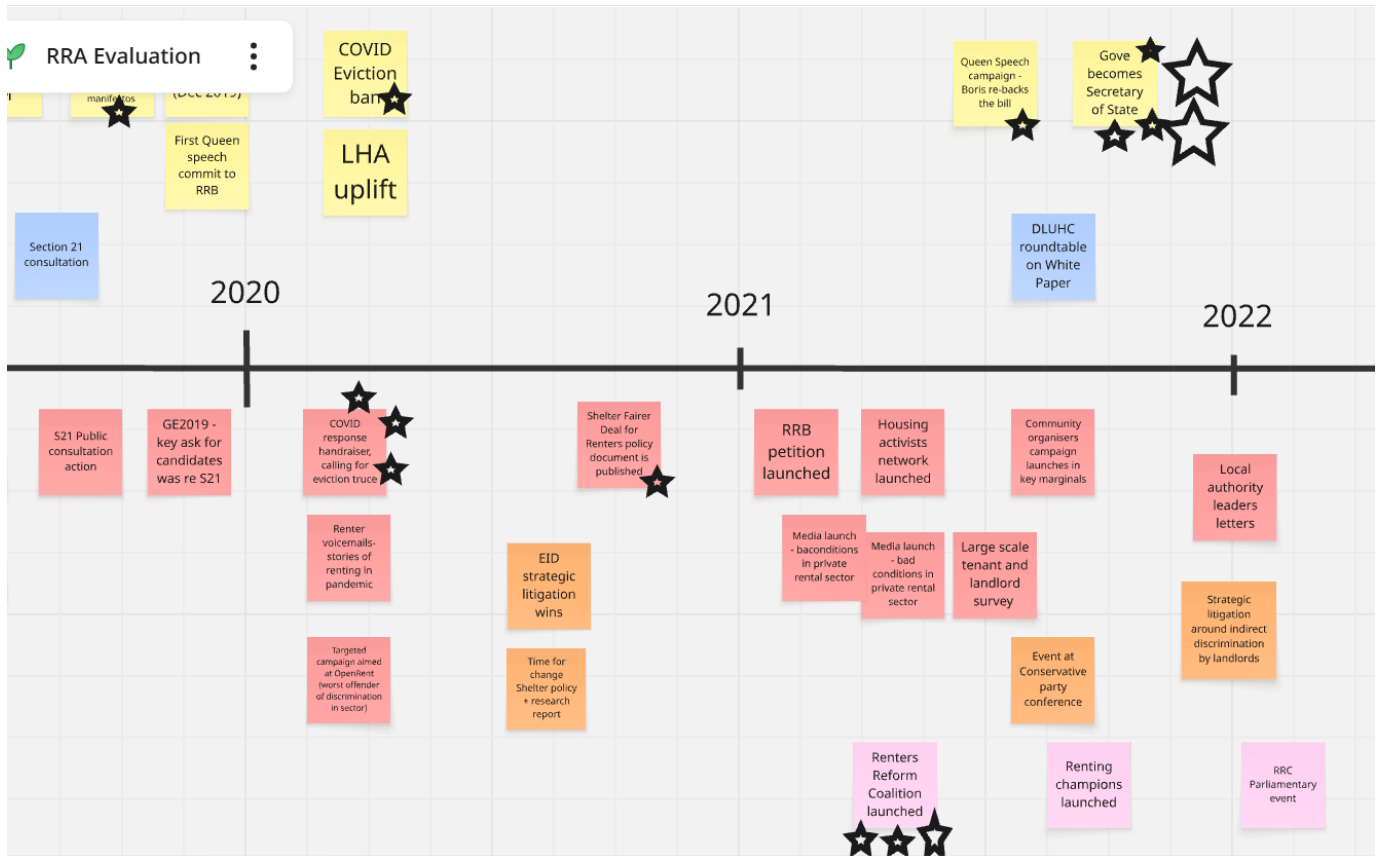 RRA Evaluation
manifestos
(Dec 2019)
First Queen
speech
commit to
RRB
COVID
Eviction
ban
LHA
uplift
Queen Speech
campaign -
Boris re-backs
the bill
Gove
becomes
Secretary
of State
Section 21
consultation
DLUHC
roundtable
on White
Paper
2020
2021
2022
S21 Public
consultation
action
GE2019 -
key ask for
candidates
was re S21
COVID
response
handraiser,
calling for
eviction truce
Shelter Fairer
Deal for
Renters policy
document is
published
RRB
petition
launched
Housing
activists
network
launched
Community
organisers
campaign
launches in
key marginals
Local
authority
leaders
letters
Renter
voicemails-
stories of
renting in
pandemic
EID
strategic
litigation
wins
Media launch
- baconditions
in private
rental sector
Media launch
- bad
conditions in
private rental
sector
Large scale
tenant and
landlord
survey
Strategic
litigation
around indirect
discrimination
by landlords
Targeted
campaign aimed
at OpenRent
(worst offender
of discrimination
in sector)
Time for
change
Shelter policy
+ research
report
Event at
Conservative
party
conference
Renters
Reform
Coalition
launched
Renting
champions
launched
RRC
Parliamentary
event